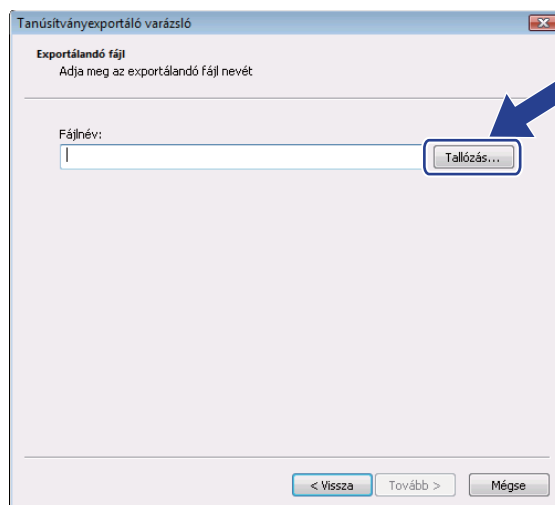 Tanúsítványexportáló varázsló
Exportálandó fájl
Adja meg az exportálandó fájl nevét
Fájlnév:
Tallózás...
< Vissza
Tovább >
Mégse